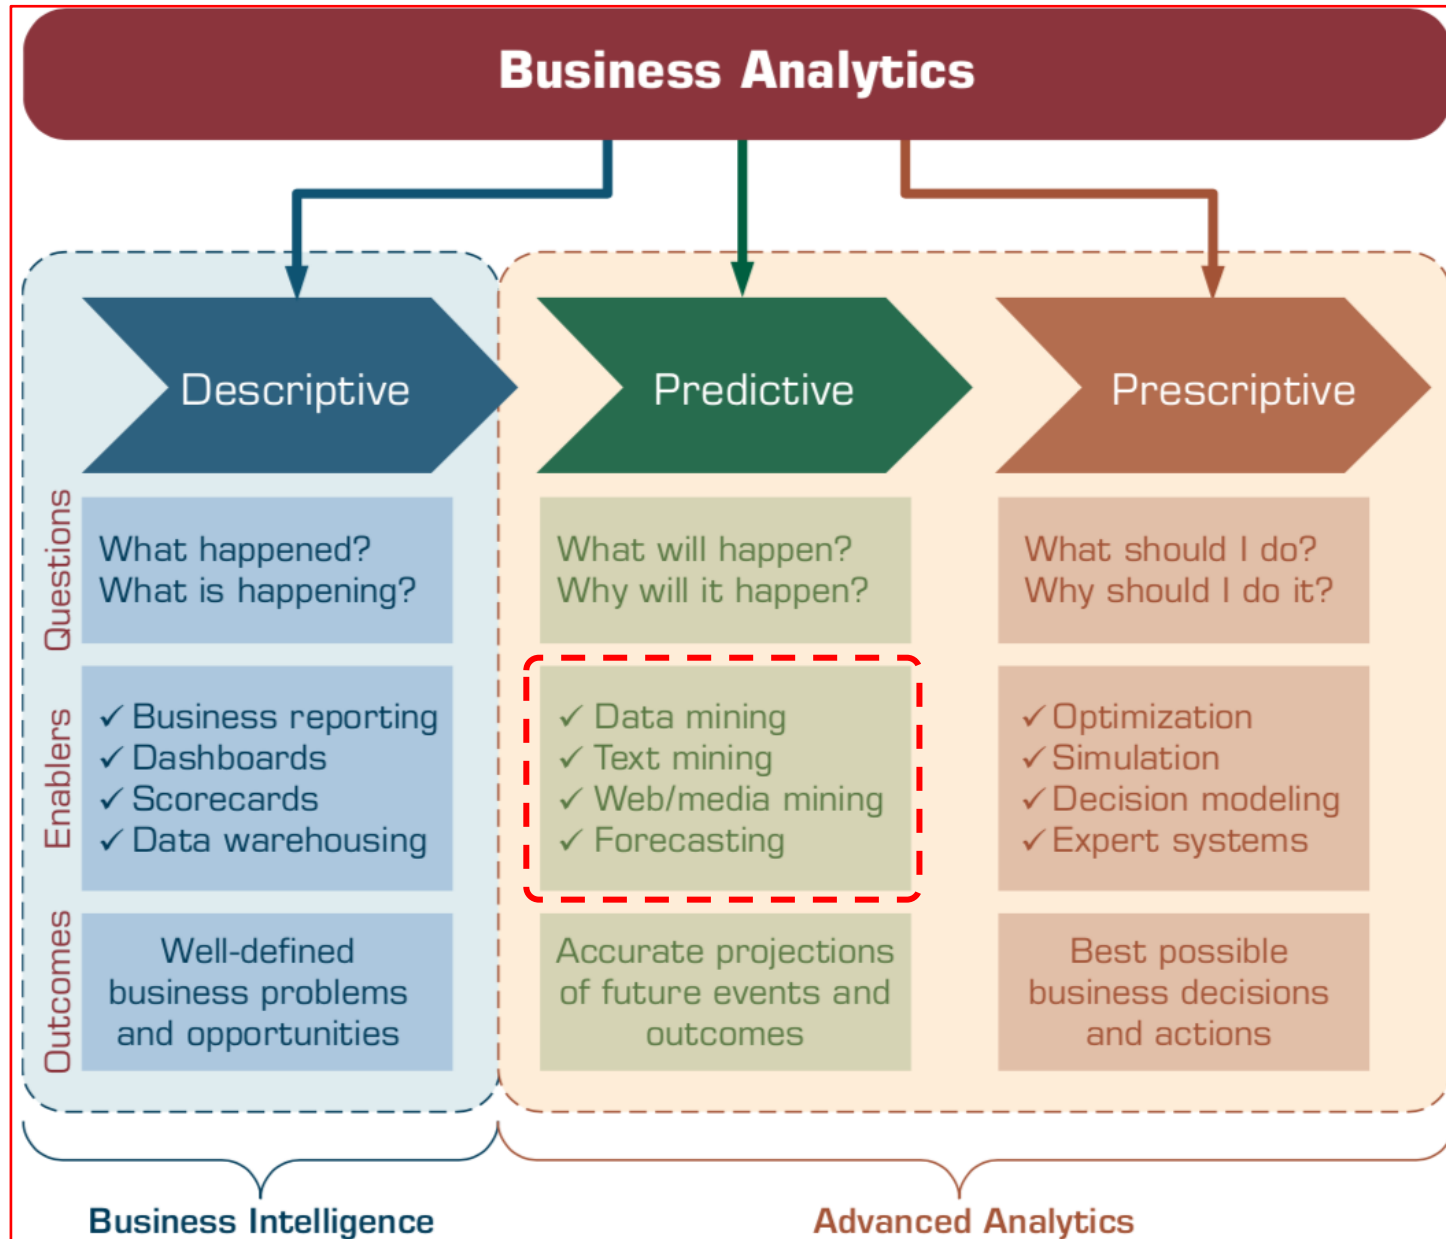 Business Analytics
Descriptive
Predictive
Prescriptive
Questions
What happened?
What is happening?
What will happen?
Why will it happen?
What should I do?
Why should I do it?
Enablers
✓ Business reporting
✓ Dashboards
✓ Scorecards
✓ Data warehousing
✓ Data mining
✓ Text mining
✓ Web/media mining
✓ Forecasting
✓ Optimization
✓ Simulation
✓ Decision modeling
✓ Expert systems
Outcomes
Well-defined
business problems
and opportunities
Accurate projections
of future events and
outcomes
Best possible
business decisions
and actions
Business Intelligence
Advanced Analytics